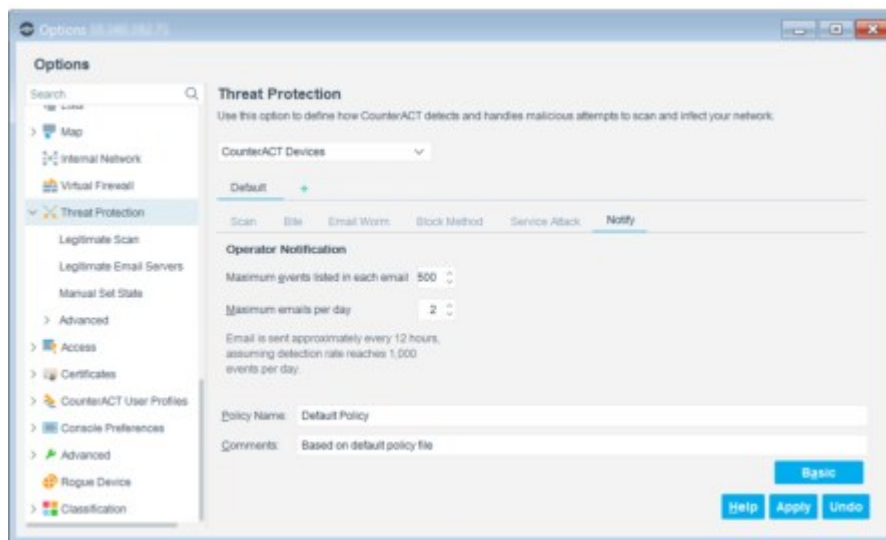 Options
Options
Search
Map
Internal Network
Virtual Firewall
Threat Protection
Legitimate Scan
Legitimate Email Servers
Manual Set State
Advanced
Access
Certificates
CounterACT User Profiles
Console Preferences
Advanced
Rogue Device
Classification
Threat Protection
Use this option to define how CounterACT detects and handles malicious attempts to scan and infect your network.
CounterACT Devices
Default +
Scan Bite Email Worm Block Method Service Attack Notify
Operator Notification
Maximum events listed in each email 500
Maximum emails per day 2
Email is sent approximately every 12 hours,
assuming detection rate reaches 1,000
events per day.
Policy Name: Default Policy
Comments: Based on default policy file
Basic
Help Apply Undo